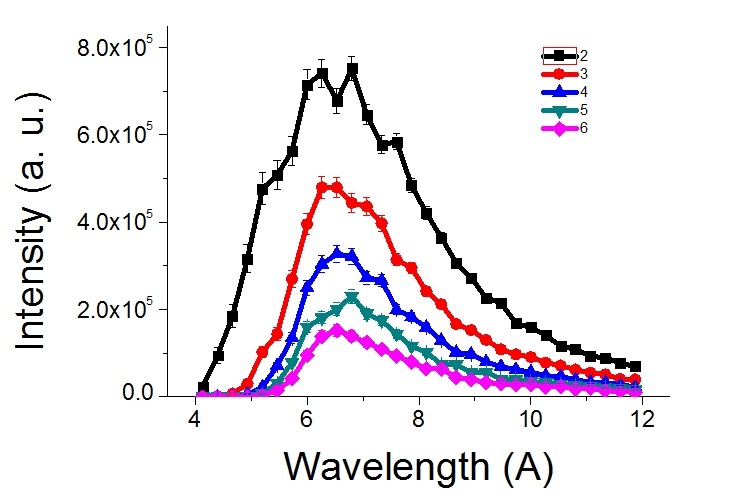 8.0x10^5
6.0x10^5
4.0x10^5
2.0x10^5
0.0
Intensity (a. u.)
4 6 8 10 12
Wavelength (A)
2
3
4
5
6